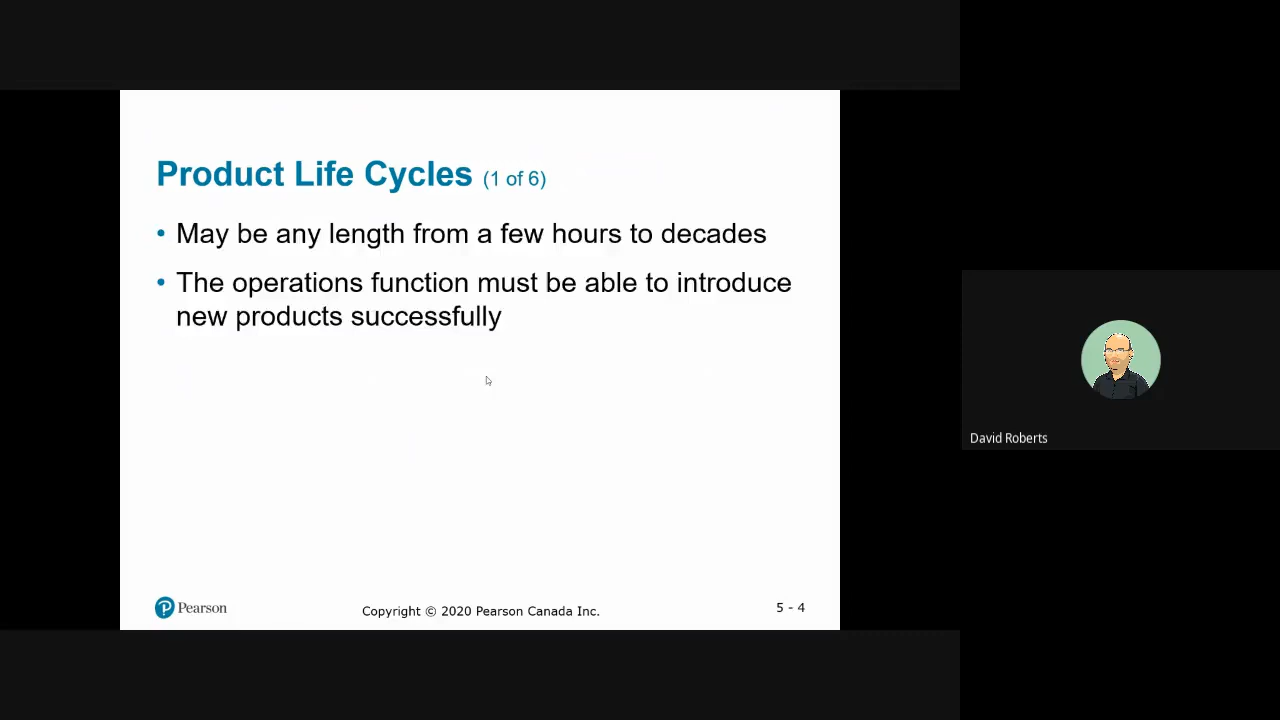 Product Life Cycles (1 of 6)
• May be any length from a few hours to decades
• The operations function must be able to introduce
new products successfully
David Roberts
Pearson
Copyright © 2020 Pearson Canada Inc.
5 - 4